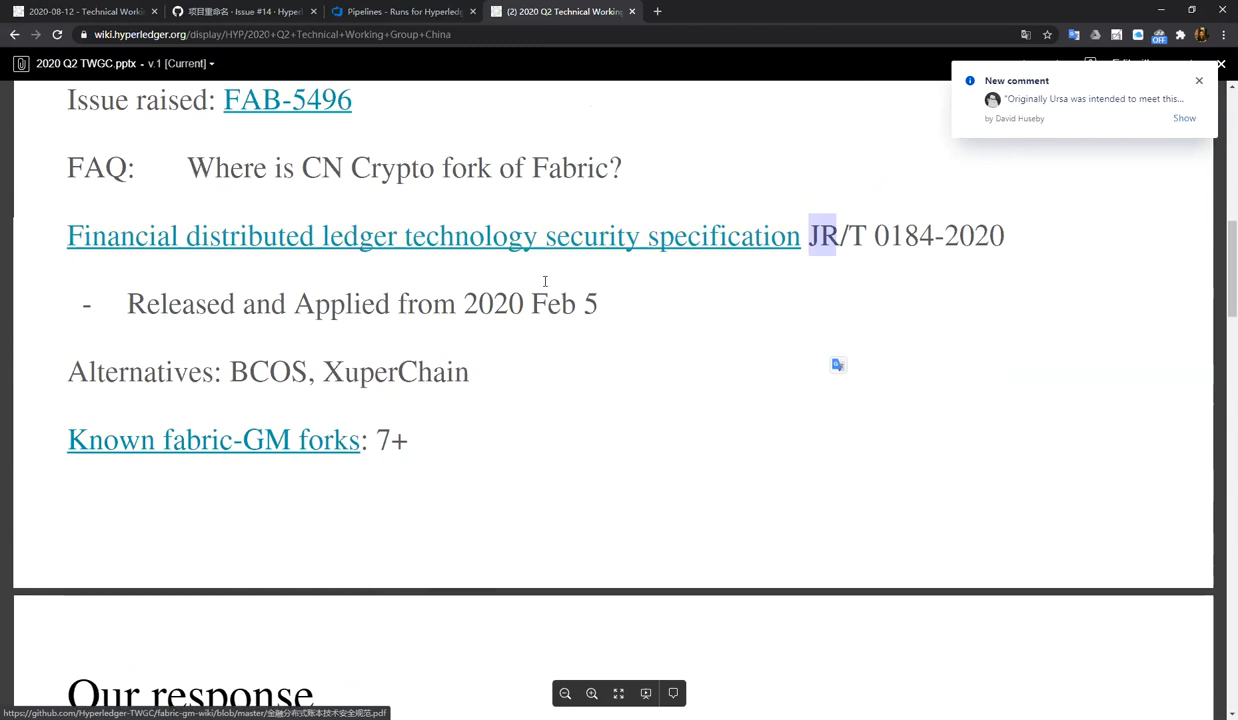 2020-08-12 - Technical Worki
项目重命名 · Issue #14 · Hyperl
Pipelines - Runs for Hyperledg
(2) 2020 Q2 Technical Working
wiki.hyperledger.org/display/HYP/2020+Q2+Technical+Working+Group+China
OFF
2020 Q2 TWGC.pptx - v.1 [Current]
New comment
"Originally Ursa was intended to meet this...
by David Huseby
Show
Issue raised: FAB-5496
FAQ: Where is CN Crypto fork of Fabric?
Financial distributed ledger technology security specification JR/T 0184-2020
- Released and Applied from 2020 Feb 5
Alternatives: BCOS, XuperChain
Known fabric-GM forks: 7+
Our response
https://github.com/Hyperledger-TWGC/fabric-gm-wiki/blob/master/金融分布式账本技术安全规范.pdf